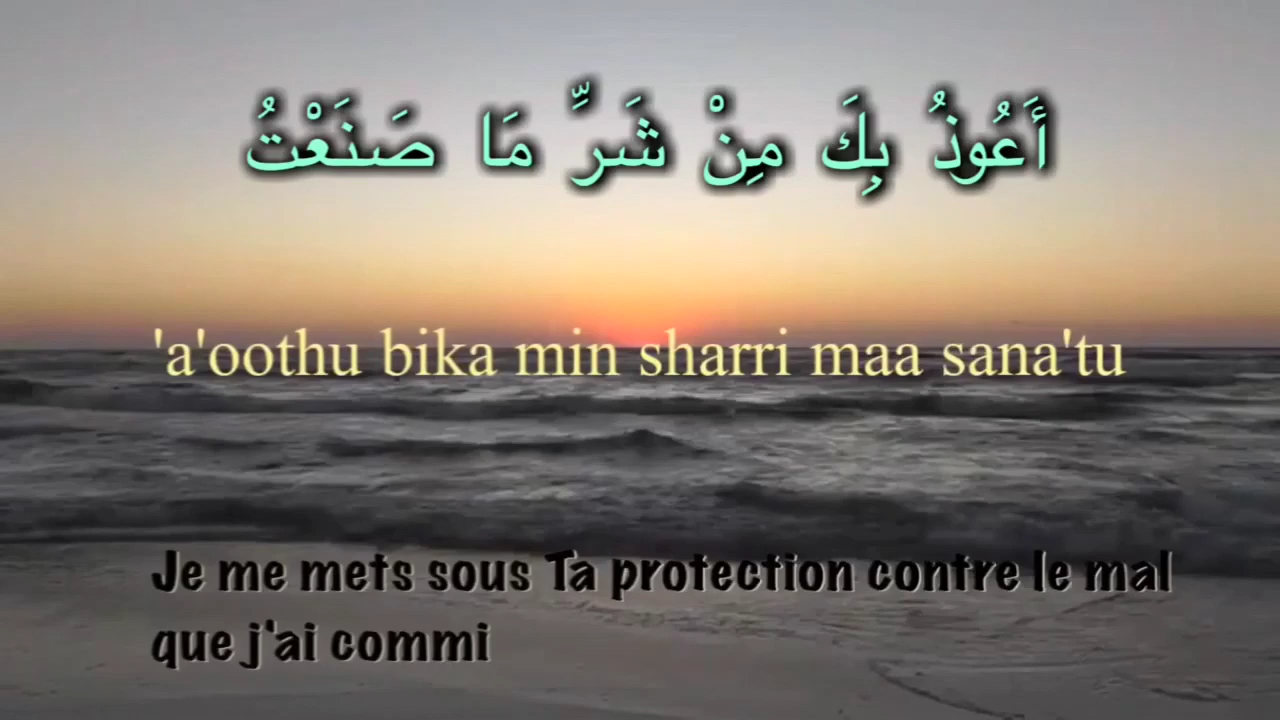 أَعُوذُ بِكَ مِنْ شَرِّ مَا صَنَعْتُ
'a'oothu bika min sharri maa sana'tu
Je me mets sous Ta protection contre le mal
que j'ai commi